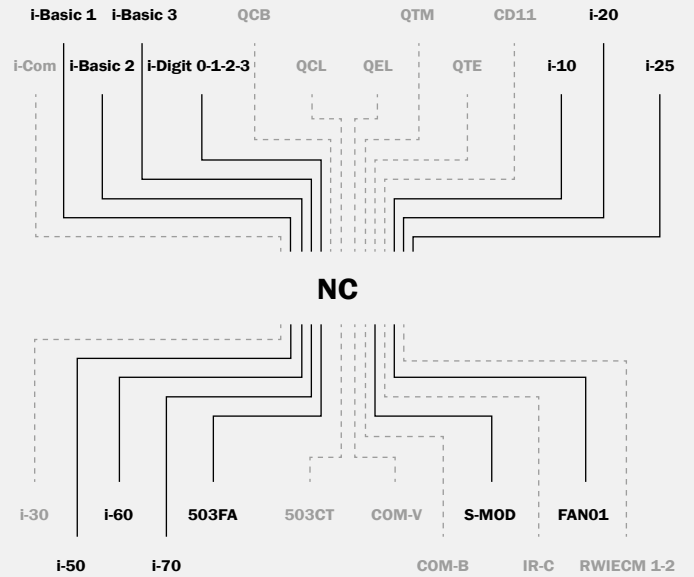 i-Basic 1 i-Basic 3 QCB QTM CD11 i-20
i-Com i-Basic 2 i-Digit 0-1-2-3 QCL QEL QTE i-10 i-25
NC
i-30 i-60 503FA 503CT COM-V S-MOD FAN01
i-50 i-70 COM-B IR-C RWIECM 1-2